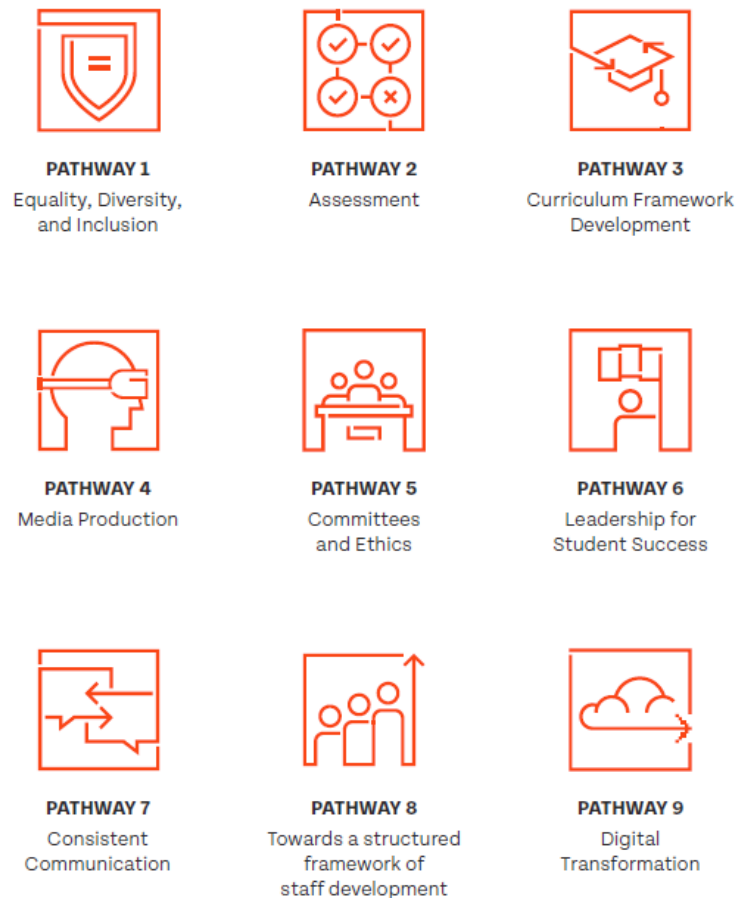 PATHWAY 1
Equality, Diversity,
and Inclusion
PATHWAY 2
Assessment
PATHWAY 3
Curriculum Framework
Development
PATHWAY 4
Media Production
PATHWAY 5
Committees
and Ethics
PATHWAY 6
Leadership for
Student Success
PATHWAY 7
Consistent
Communication
PATHWAY 8
Towards a structured
framework of
staff development
PATHWAY 9
Digital
Transformation